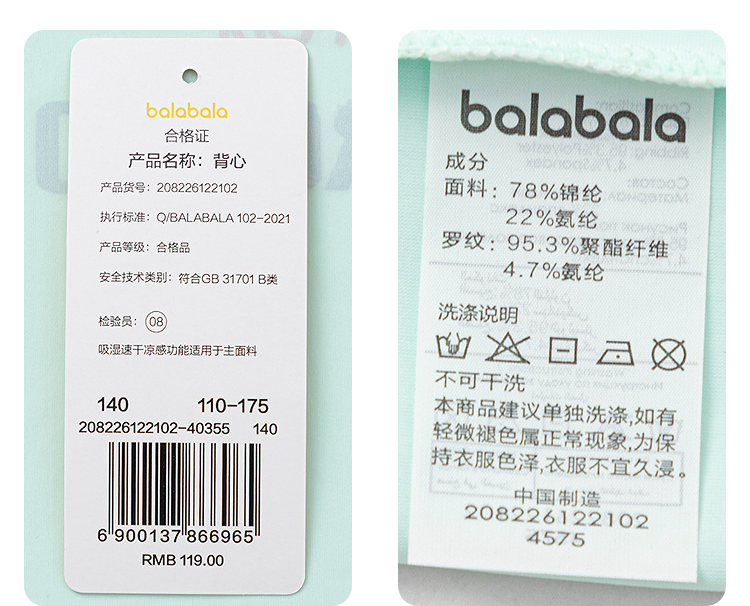 balabala
合格证
产品名称：背心
产品货号：208226122102
执行标准：Q/BALABALA 102-2021
产品等级：合格品
安全技术类别：符合GB 31701 B类
检验员：08
吸湿速干凉感功能适用于主面料
140 110-175
208226122102-40355 140
6 900137 866965
RMB 119.00
balabala
成分
面料：78%锦纶
22%氨纶
罗纹：95.3%聚酯纤维
4.7%氨纶
洗涤说明
不可干洗
本商品建议单独洗涤,如有
轻微褪色属正常现象,为保
持衣服色泽,衣服不宜久浸。
中国制造
208226122102
4575